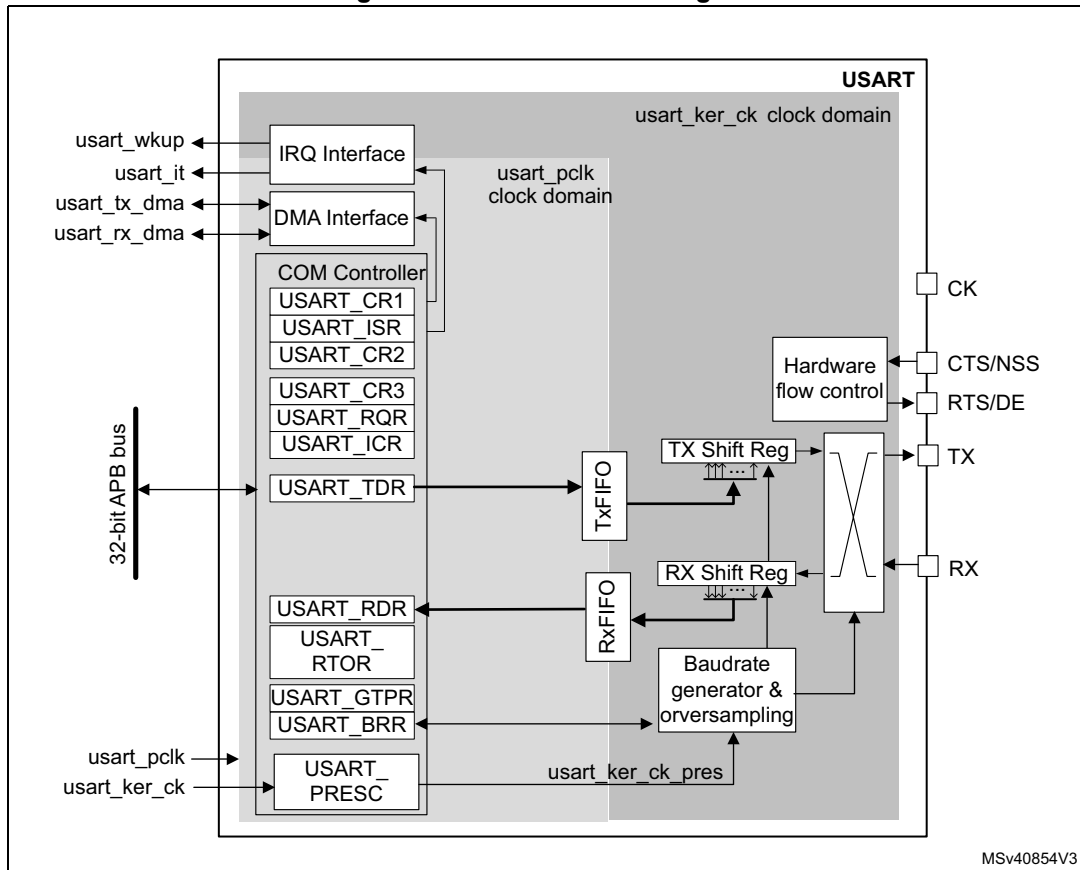 USART
usart_ker_ck clock domain
usart_wkup
IRQ Interface
usart_pclk
clock domain
usart_it
usart_tx_dma
DMA Interface
usart_rx_dma
COM Controller
USART_CR1
USART_ISR
USART_CR2
USART_CR3
USART_RQR
USART_ICR
USART_TDR
32-bit APB bus
TxFIFO
TX Shift Reg
...
Hardware
flow control
CK
CTS/NSS
RTS/DE
TX
RX
RX Shift Reg
...
RxFIFO
USART_RDR
USART_
RTOR
USART_GTPR
USART_BRR
Baudrate
generator &
orversampling
usart_pclk
usart_ker_ck
USART_
PRESC
usart_ker_ck_pres
MSv40854V3